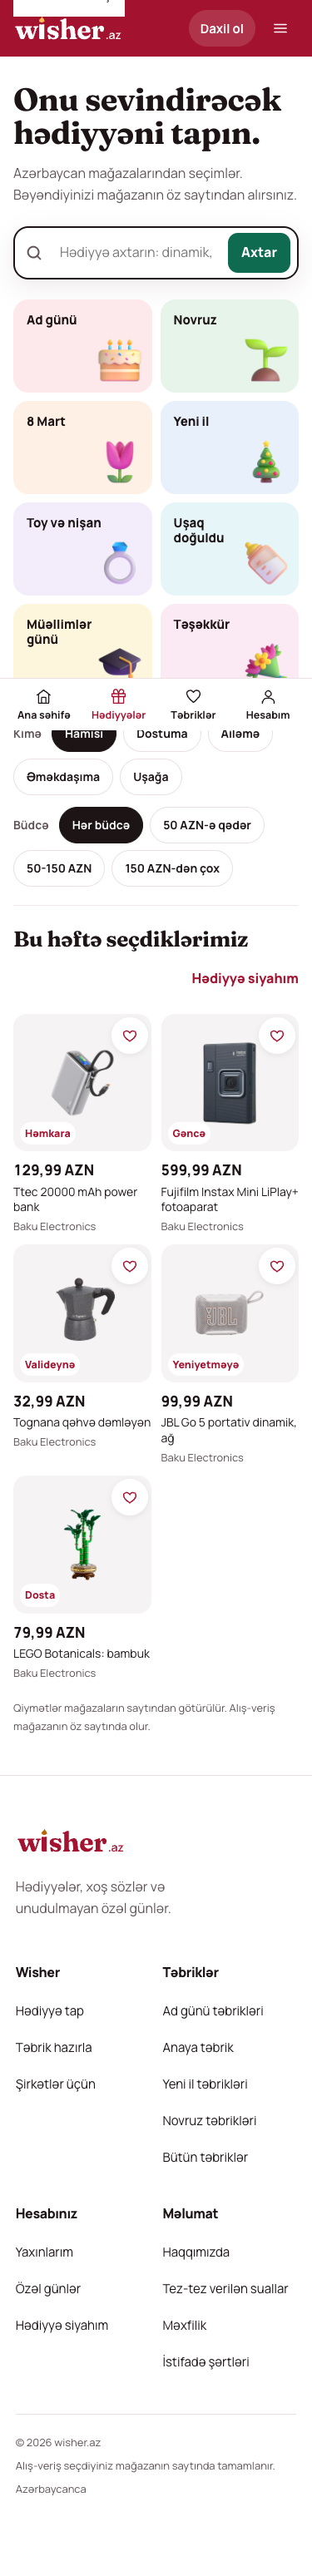 wisher.az
Daxil ol
Onu sevindirəcək
hədiyyəni tapın.
Azərbaycan mağazalarından seçimlər.
Bəyəndiyinizi mağazanın öz saytından alırsınız.
Hədiyyə axtarın: dinamik,
Axtar
Ad günü
Novruz
8 Mart
Yeni il
Toy və nişan
Uşaq
doğuldu
Müəllimlər
günü
Təşəkkür
Ana səhifə
Hədiyyələr
Təbriklər
Hesabım
Kimə
Hamısı
Dostuma
Ailəmə
Əməkdaşıma
Uşağa
Büdcə
Hər büdcə
50 AZN-ə qədər
50-150 AZN
150 AZN-dən çox
Bu həftə seçdiklərimiz
Hədiyyə siyahım
Həmkara
129,99 AZN
Ttec 20000 mAh power
bank
Baku Electronics
Gəncə
599,99 AZN
Fujifilm Instax Mini LiPlay+
fotoaparat
Baku Electronics
Valideynə
32,99 AZN
Tognana qəhvə dəmləyən
Baku Electronics
JBL
Yeniyetməyə
99,99 AZN
JBL Go 5 portativ dinamik,
ağ
Baku Electronics
Dosta
79,99 AZN
LEGO Botanicals: bambuk
Baku Electronics
Qiymətlər mağazaların saytından götürülür. Alış-veriş
mağazanın öz saytında olur.
wisher.az
Hədiyyələr, xoş sözlər və
unudulmayan özəl günlər.
Wisher
Hədiyyə tap
Təbrik hazırla
Şirkətlər üçün
Təbriklər
Ad günü təbrikləri
Anaya təbrik
Yeni il təbrikləri
Novruz təbrikləri
Bütün təbriklər
Hesabınız
Yaxınlarım
Özəl günlər
Hədiyyə siyahım
Məlumat
Haqqımızda
Tez-tez verilən suallar
Məxfilik
İstifadə şərtləri
© 2026 wisher.az
Alış-veriş seçdiyiniz mağazanın saytında tamamlanır.
Azərbaycanca